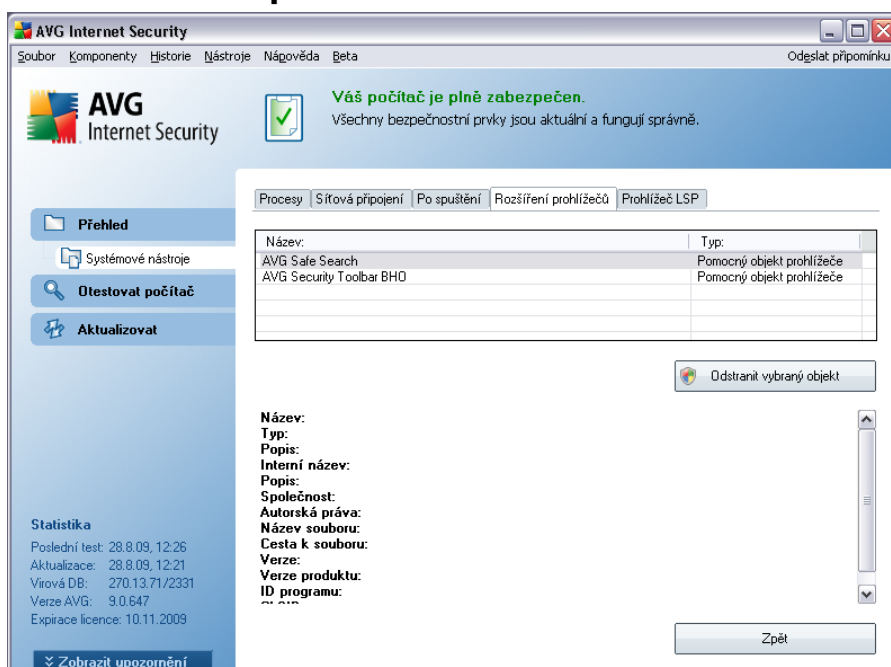 AVG Internet Security
Soubor Komponenty Historie Nástroje Nápověda Beta Odeslat připomínku
AVG
Internet Security
Váš počítač je plně zabezpečen.
Všechny bezpečnostní prvky jsou aktuální a fungují správně.
Přehled
Systémové nástroje
Otestovat počítač
Aktualizovat
Procesy Síťová připojení Po spuštění Rozšíření prohlížečů Prohlížeč LSP
Název: Typ:
AVG Safe Search Pomocný objekt prohlížeče
AVG Security Toolbar BHO Pomocný objekt prohlížeče
Odstranit vybraný objekt
Název:
Typ:
Popis:
Interní název:
Popis:
Společnost:
Autorská práva:
Název souboru:
Cesta k souboru:
Verze:
Verze produktu:
ID programu:
Statistika
Poslední test: 28.8.09, 12:26
Aktualizace: 28.8.09, 12:21
Virová DB: 270.13.71/2331
Verze AVG: 9.0.647
Expirace licence: 10.11.2009
Zobrazit upozornění
Zpět